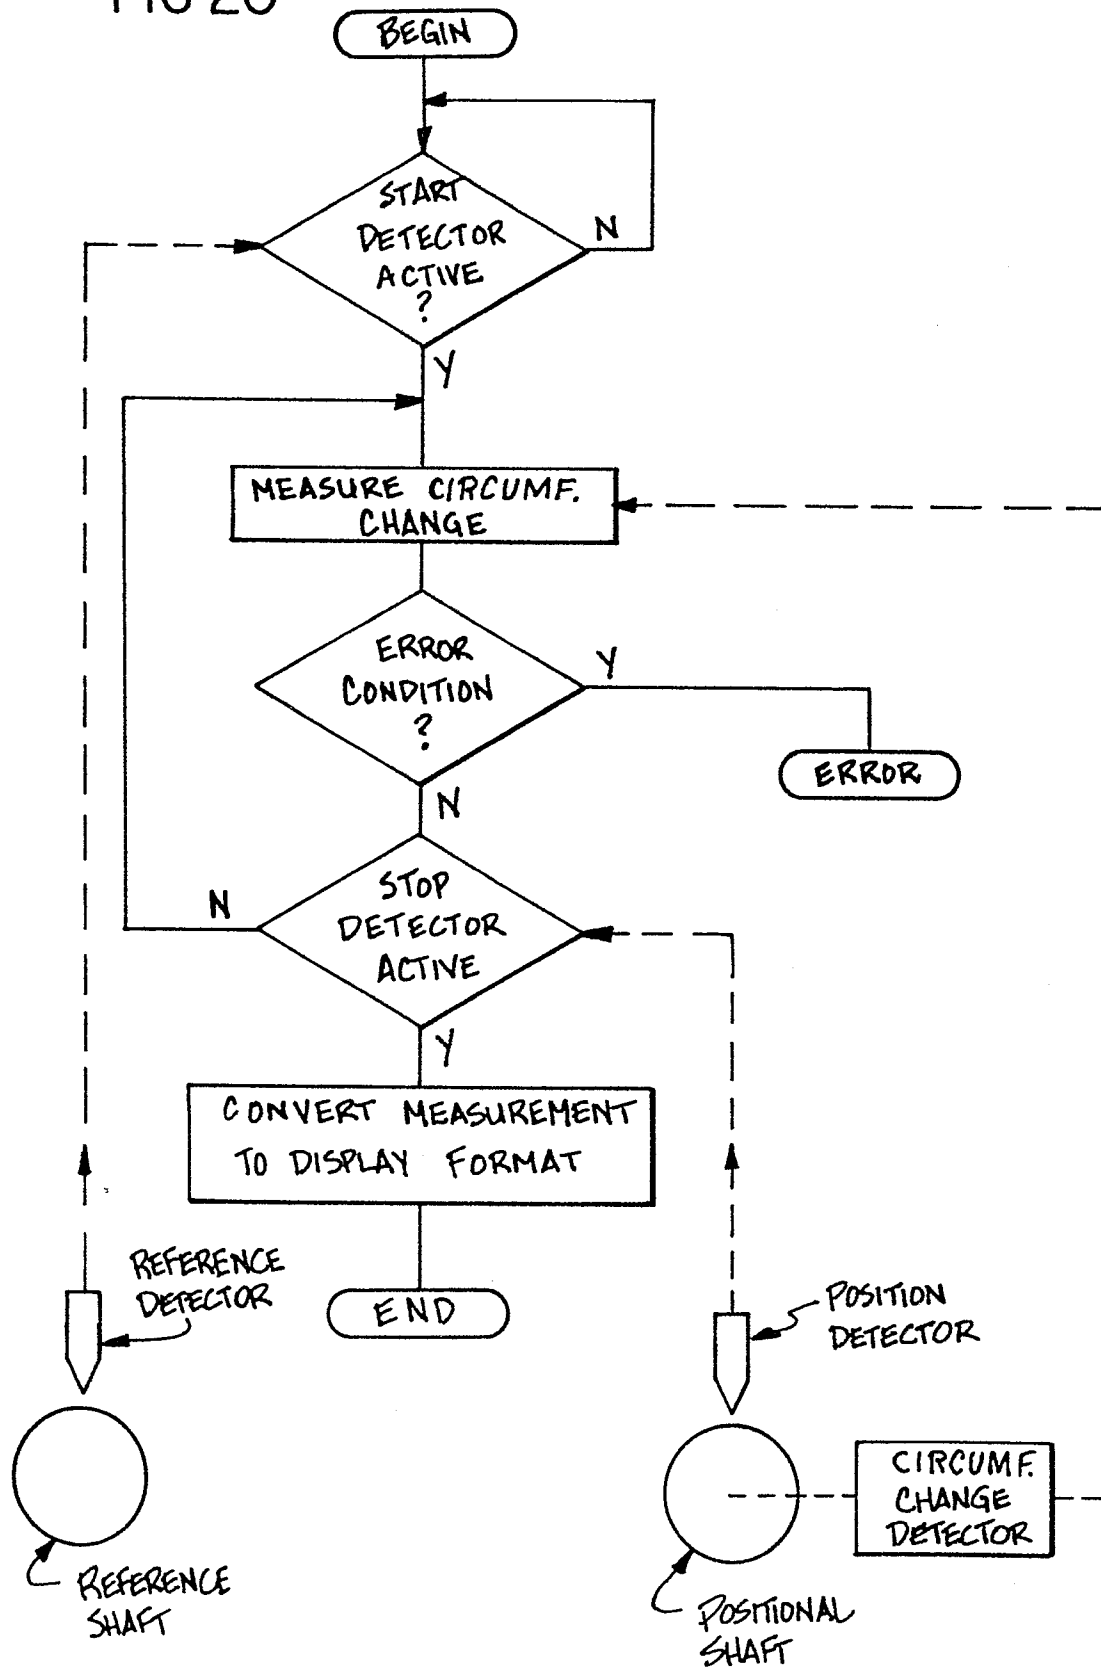 BEGIN
START
DETECTOR
ACTIVE
?
N
Y
MEASURE CIRCUMF.
CHANGE
ERROR
CONDITION
?
Y
ERROR
N
STOP
DETECTOR
ACTIVE
N
Y
CONVERT MEASUREMENT
TO DISPLAY FORMAT
END
REFERENCE
DETECTOR
POSITION
DETECTOR
CIRCUMF.
CHANGE
DETECTOR
REFERENCE
SHAFT
POSITIONAL
SHAFT